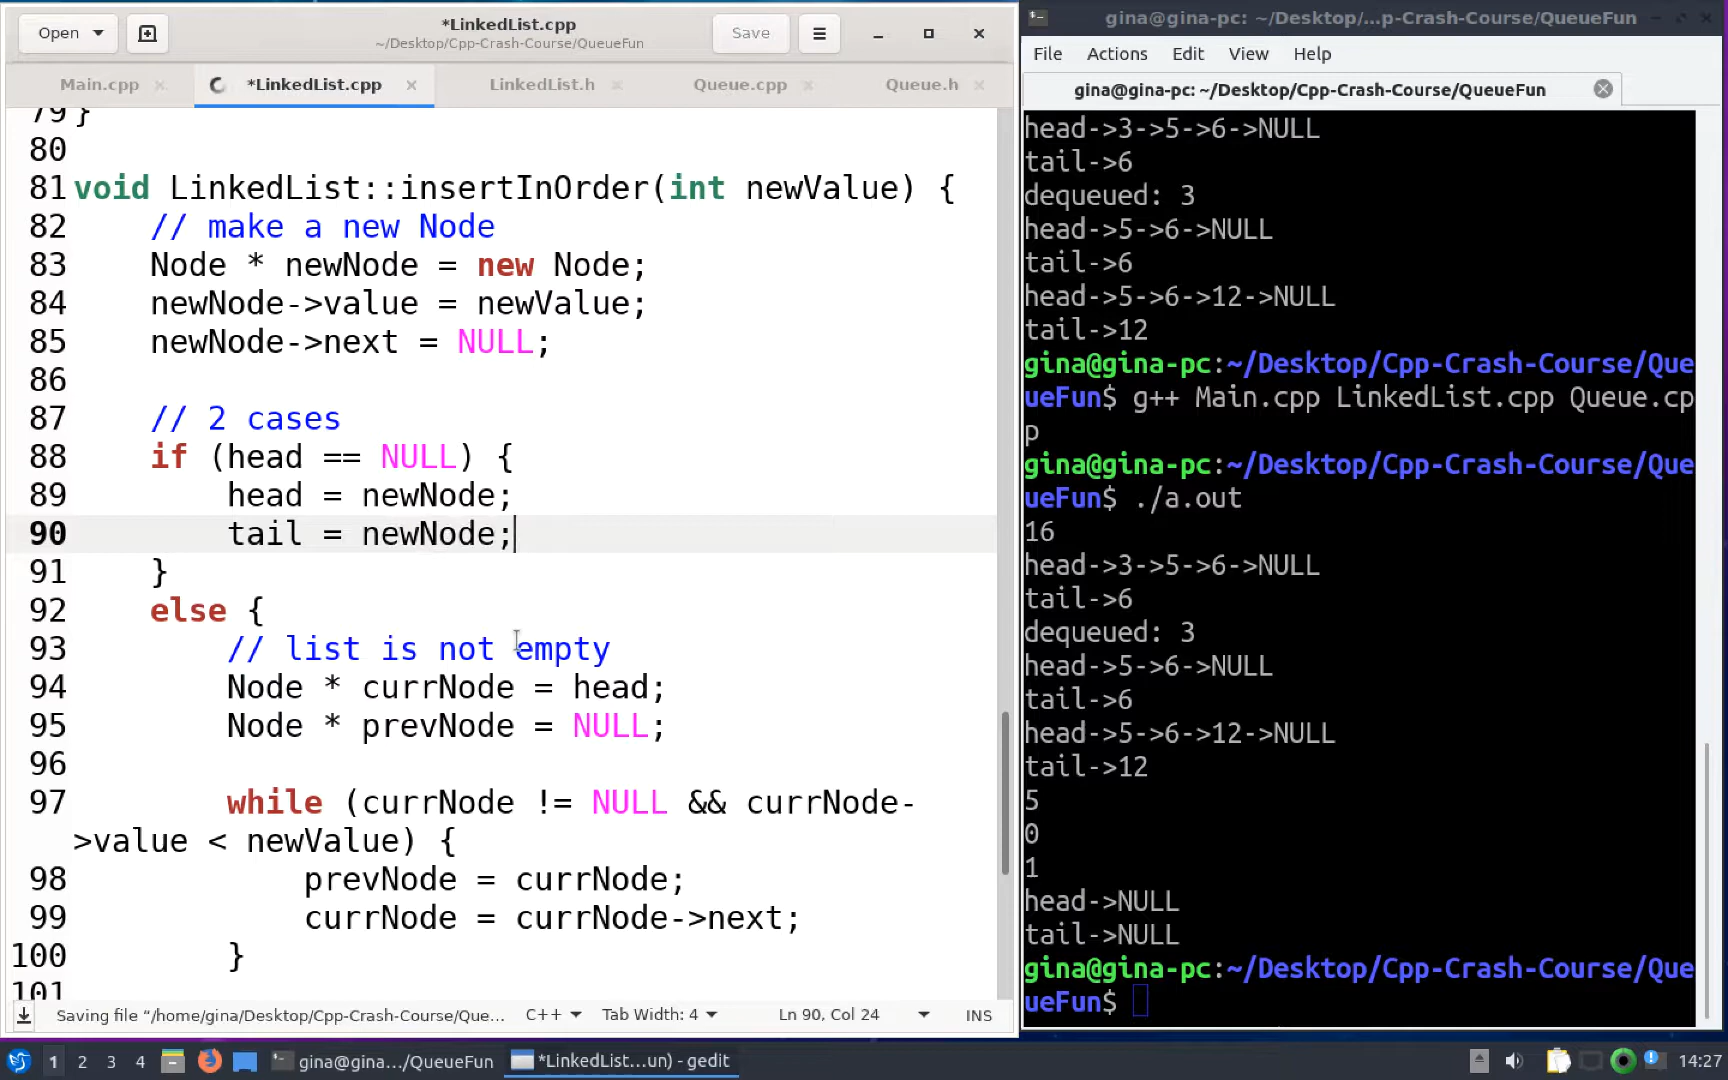 Open
*LinkedList.cpp
~/Desktop/Cpp-Crash-Course/QueueFun
Save
Main.cpp
*LinkedList.cpp
LinkedList.h
Queue.cpp
Queue.h
79 }
80
81 void LinkedList::insertInOrder(int newValue) {
82 // make a new Node
83 Node * newNode = new Node;
84 newNode->value = newValue;
85 newNode->next = NULL;
86
87 // 2 cases
88 if (head == NULL) {
89 head = newNode;
90 tail = newNode;
91 }
92 else {
93 // list is not empty
94 Node * currNode = head;
95 Node * prevNode = NULL;
96
97 while (currNode != NULL && currNode-
>value < newValue) {
98 prevNode = currNode;
99 currNode = currNode->next;
100 }
101
Saving file “/home/gina/Desktop/Cpp-Crash-Course/Que…
C++
Tab Width: 4
Ln 90, Col 24
INS
gina@gina-pc: ~/Desktop/…p-Crash-Course/QueueFun
File Actions Edit View Help
gina@gina-pc: ~/Desktop/Cpp-Crash-Course/QueueFun
head->3->5->6->NULL
tail->6
dequeued: 3
head->5->6->NULL
tail->6
head->5->6->12->NULL
tail->12
gina@gina-pc:~/Desktop/Cpp-Crash-Course/Que
ueFun$ g++ Main.cpp LinkedList.cpp Queue.cp
p
gina@gina-pc:~/Desktop/Cpp-Crash-Course/Que
ueFun$ ./a.out
16
head->3->5->6->NULL
tail->6
dequeued: 3
head->5->6->NULL
tail->6
head->5->6->12->NULL
tail->12
5
0
1
head->NULL
tail->NULL
gina@gina-pc:~/Desktop/Cpp-Crash-Course/Que
ueFun$
1 2 3 4
gina@gina…/QueueFun
*LinkedList…un) - gedit
14:27